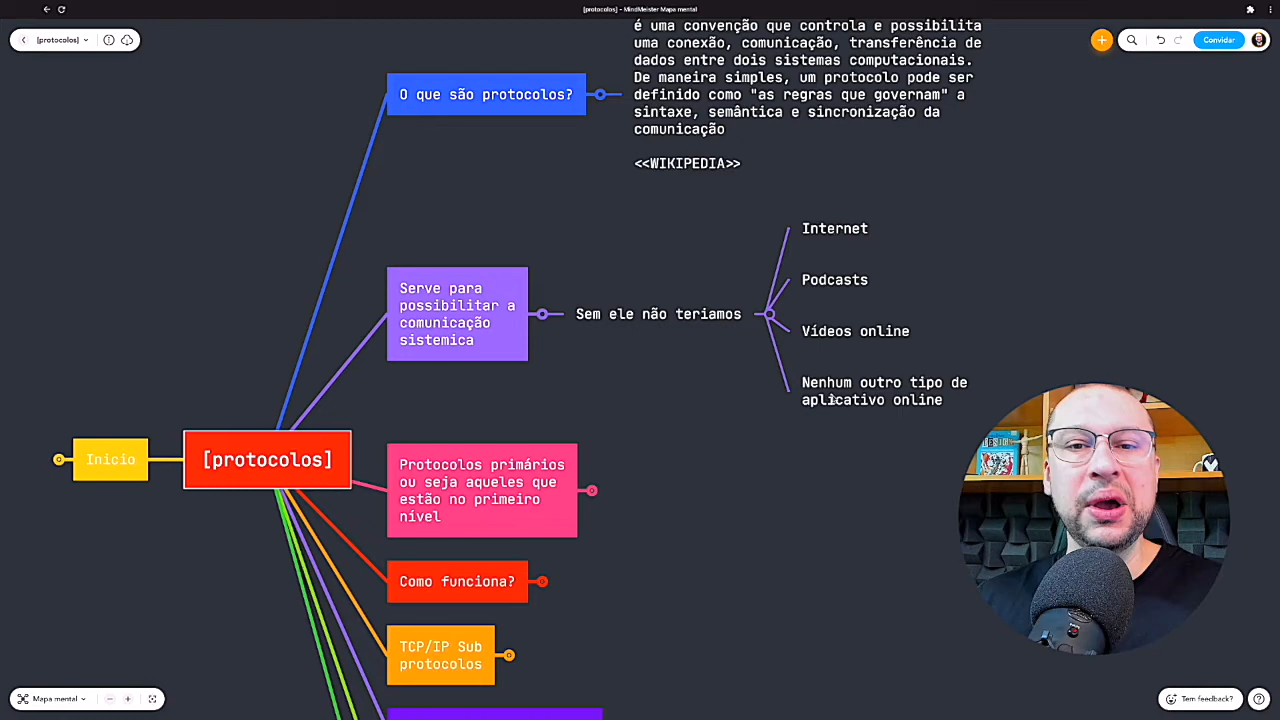 [protocolos] - MindMeister Mapa mental
[protocolos]
Convidar
é uma convenção que controla e possibilita
uma conexão, comunicação, transferência de
dados entre dois sistemas computacionais.
De maneira simples, um protocolo pode ser
definido como "as regras que governam" a
sintaxe, semântica e sincronização da
comunicação
<<WIKIPEDIA>>
O que são protocolos?
Serve para
possibilitar a
comunicação
sistemica
Sem ele não teriamos
Internet
Podcasts
Vídeos online
Nenhum outro tipo de
aplicativo online
Inicio
[protocolos]
Protocolos primários
ou seja aqueles que
estão no primeiro
nível
Como funciona?
TCP/IP Sub
protocolos
Mapa mental
Tem feedback?